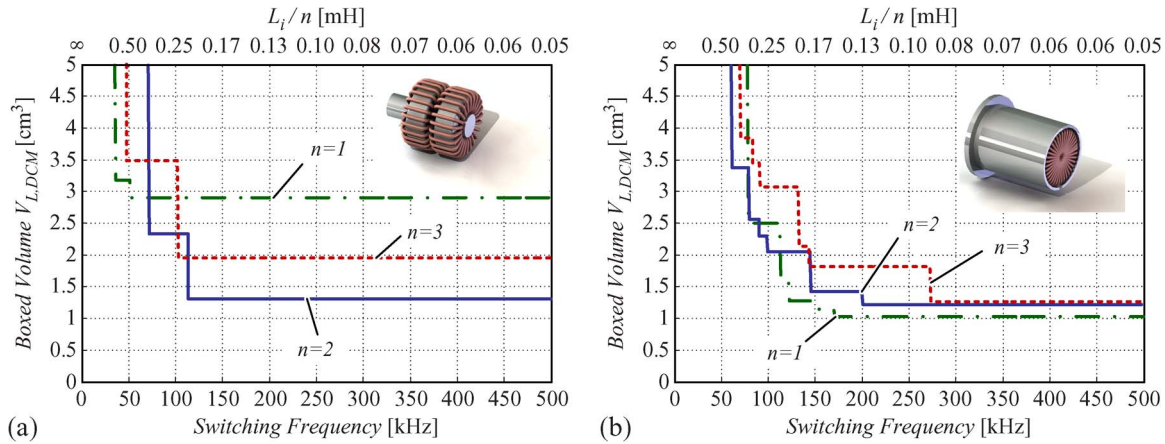 L_i / n [mH]
∞ 0.50 0.25 0.17 0.13 0.10 0.08 0.07 0.06 0.06 0.05
5
4.5
4
3.5
3
2.5
2
1.5
1
0.5
0
Boxed Volume V_L,DCM [cm³]
n=1
n=3
n=2
0 50 100 150 200 250 300 350 400 450 500
(a) Switching Frequency [kHz]
L_i / n [mH]
∞ 0.50 0.25 0.17 0.13 0.10 0.08 0.07 0.06 0.06 0.05
5
4.5
4
3.5
3
2.5
2
1.5
1
0.5
0
Boxed Volume V_L,DCM [cm³]
n=2
n=3
n=1
0 50 100 150 200 250 300 350 400 450 500
(b) Switching Frequency [kHz]